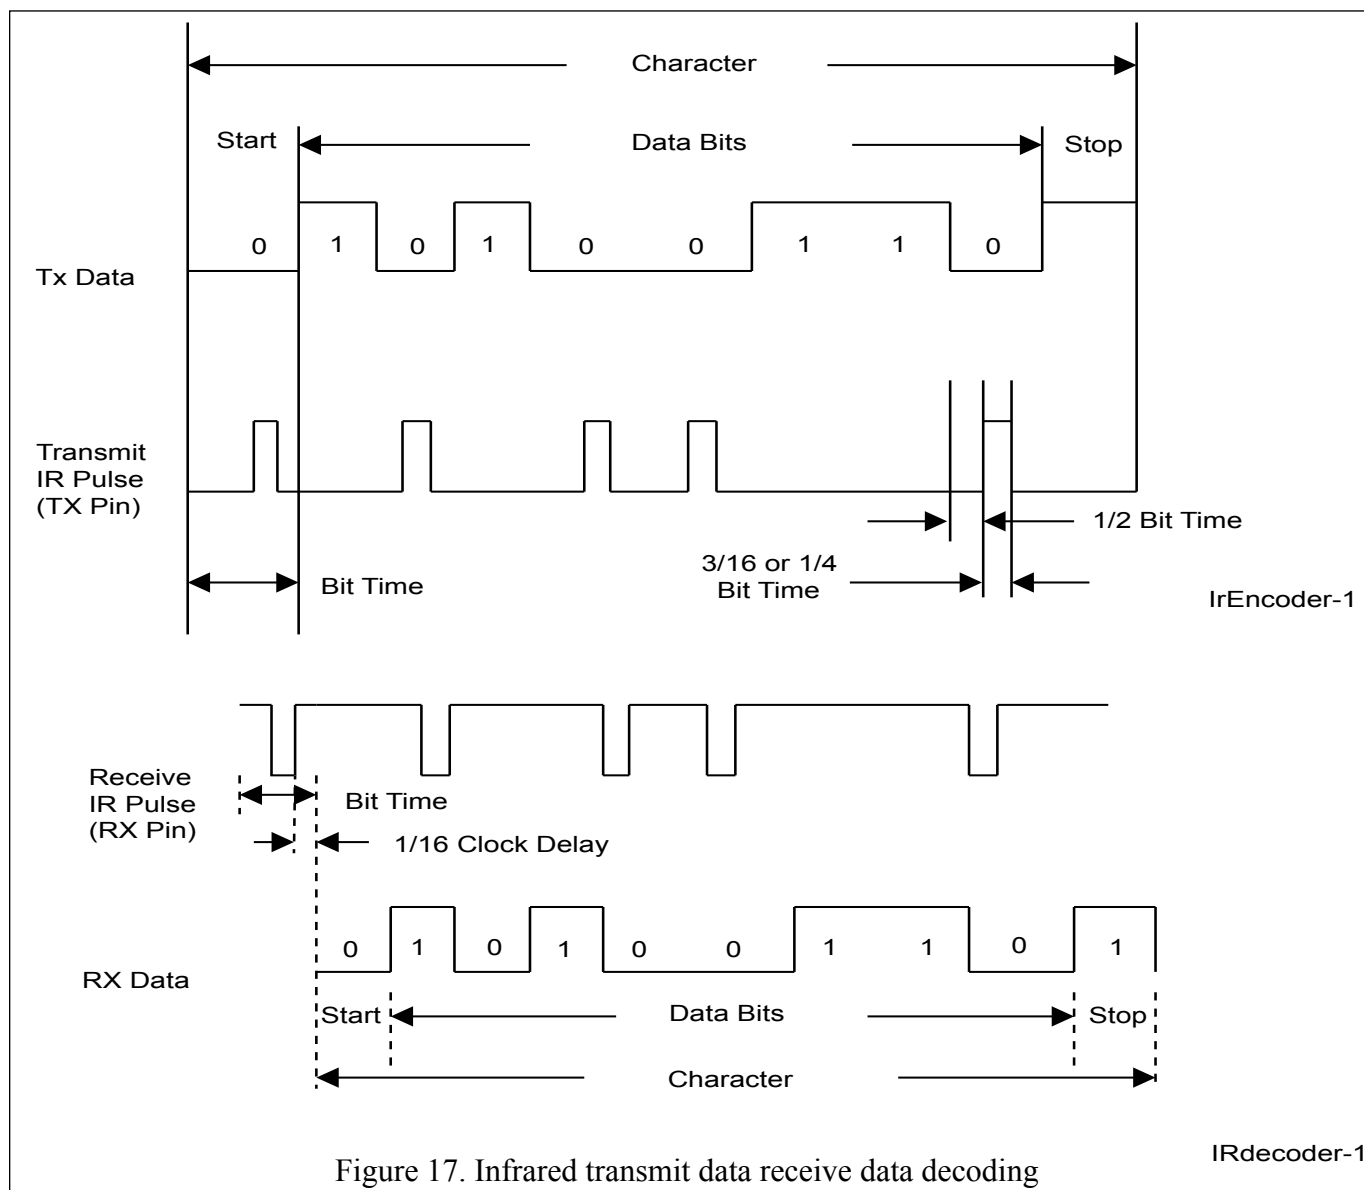 Character
Start
Data Bits
Stop
0 1 0 1 0 0 1 1 0
Tx Data
Transmit
IR Pulse
(TX Pin)
1/2 Bit Time
3/16 or 1/4
Bit Time
Bit Time
IrEncoder-1
Receive
IR Pulse
(RX Pin)
Bit Time
1/16 Clock Delay
0 1 0 1 0 0 1 1 0 1
RX Data
Start
Data Bits
Stop
Character
IRdecoder-1
Figure 17. Infrared transmit data receive data decoding